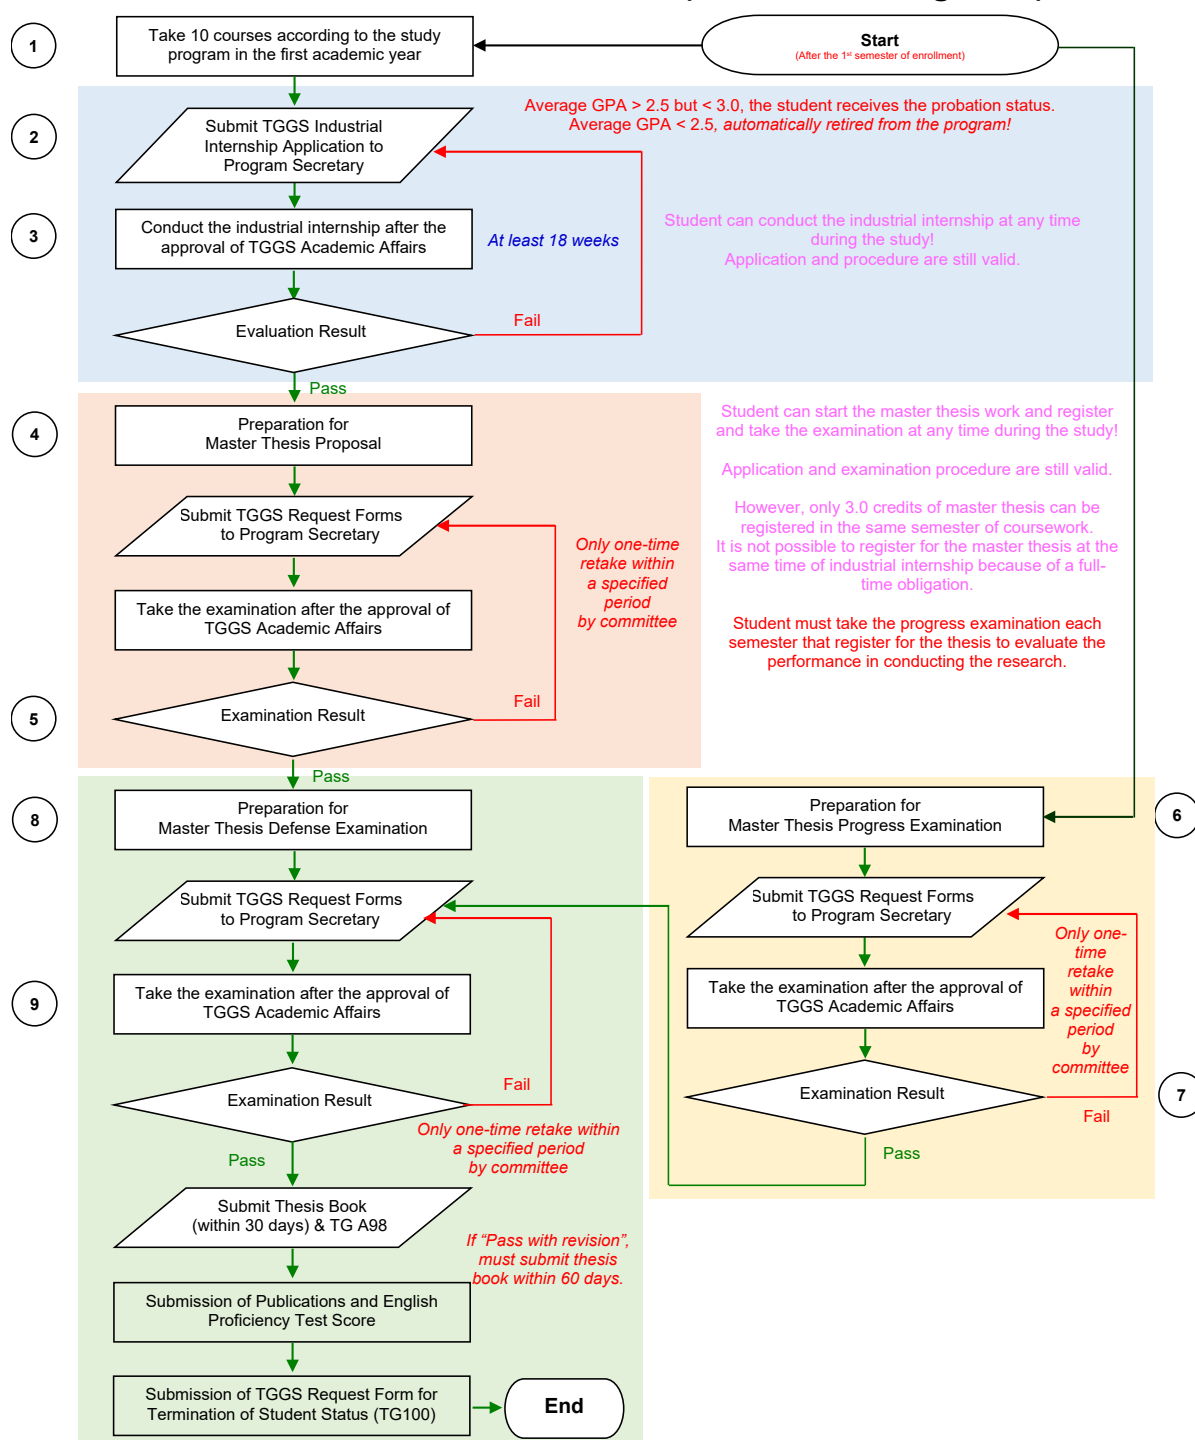 1
Take 10 courses according to the study
program in the first academic year
Start
(After the 1st semester of enrollment)
Average GPA > 2.5 but < 3.0, the student receives the probation status.
Average GPA < 2.5, automatically retired from the program!
2
Submit TGGS Industrial
Internship Application to
Program Secretary
3
Conduct the industrial internship after the
approval of TGGS Academic Affairs
At least 18 weeks
Student can conduct the industrial internship at any time
during the study!
Application and procedure are still valid.
Evaluation Result
Fail
Pass
4
Preparation for
Master Thesis Proposal
Student can start the master thesis work and register
and take the examination at any time during the study!
Application and examination procedure are still valid.
However, only 3.0 credits of master thesis can be
registered in the same semester of coursework.
It is not possible to register for the master thesis at the
same time of industrial internship because of a full-
time obligation.
Student must take the progress examination each
semester that register for the thesis to evaluate the
performance in conducting the research.
Submit TGGS Request Forms
to Program Secretary
Only one-time
retake within
a specified
period
by committee
Take the examination after the approval of
TGGS Academic Affairs
5
Examination Result
Fail
Pass
8
Preparation for
Master Thesis Defense Examination
Preparation for
Master Thesis Progress Examination
6
Submit TGGS Request Forms
to Program Secretary
Submit TGGS Request Forms
to Program Secretary
Only one-
time
retake
within
a specified
period
by
committee
9
Take the examination after the approval of
TGGS Academic Affairs
Take the examination after the approval of
TGGS Academic Affairs
Examination Result
Fail
Examination Result
7
Fail
Only one-time retake within
a specified period
by committee
Pass
Pass
Submit Thesis Book
(within 30 days) & TG A98
If “Pass with revision”,
must submit thesis
book within 60 days.
Submission of Publications and English
Proficiency Test Score
Submission of TGGS Request Form for
Termination of Student Status (TG100)
End